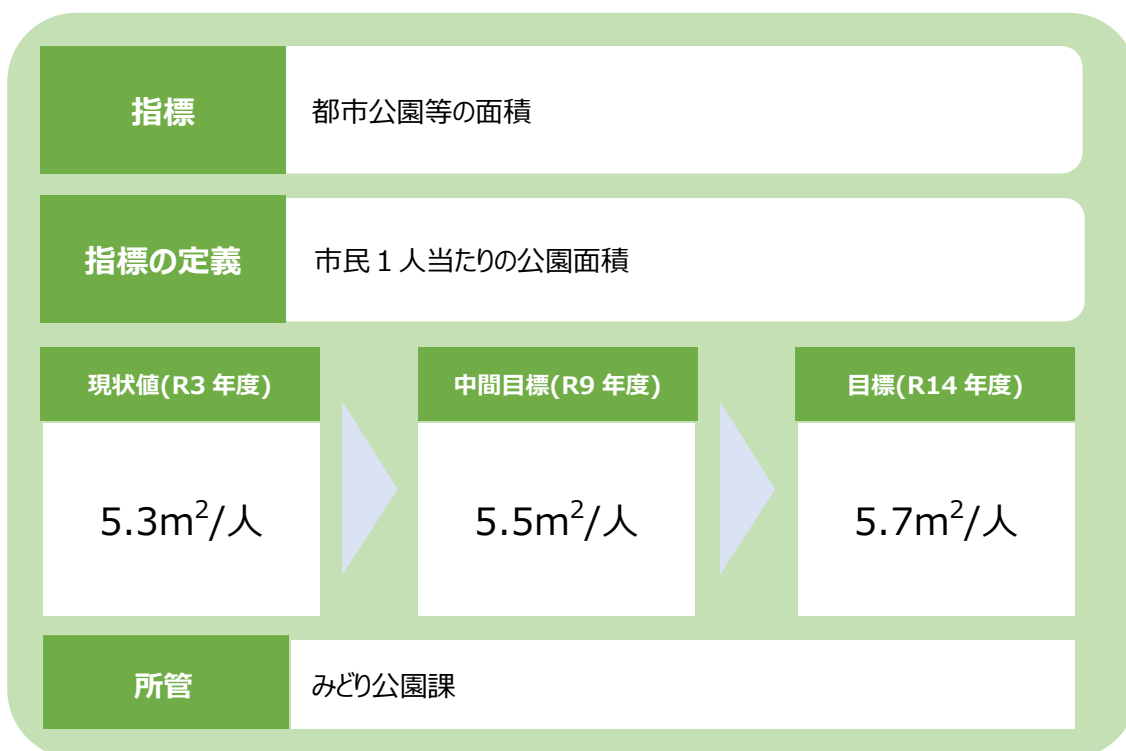 指標
都市公園等の面積
指標の定義
市民１人当たりの公園面積
現状値(R3 年度)
中間目標(R9 年度)
目標(R14 年度)
5.3m²/人
5.5m²/人
5.7m²/人
所管
みどり公園課